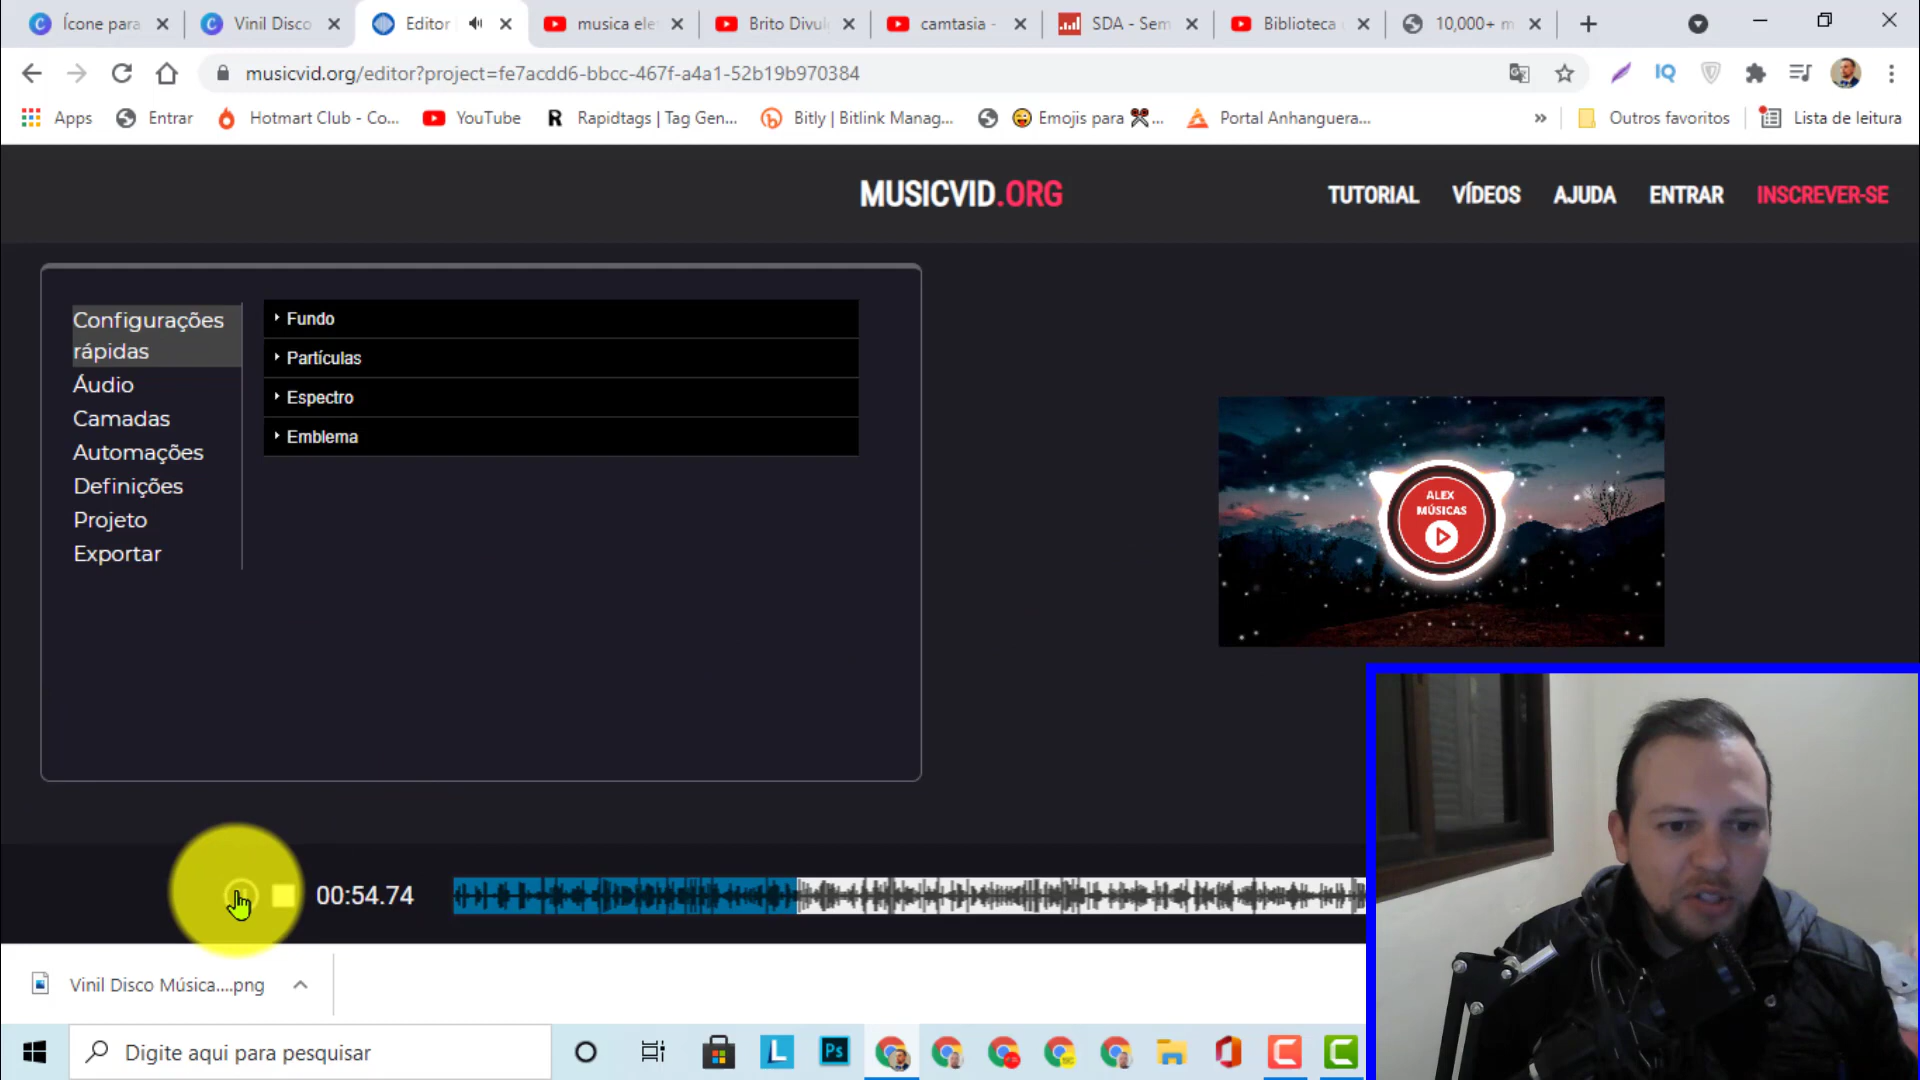 Ícone para
Vinil Disco
Editor
musica ele
Brito Divul
camtasia -
SDA - Sem
Biblioteca
10,000+ m
musicvid.org/editor?project=fe7acdd6-bbcc-467f-a4a1-52b19b970384
IQ
Apps
Entrar
Hotmart Club - Co...
YouTube
R
Rapidtags | Tag Gen...
Bitly | Bitlink Manag...
Emojis para ...
Portal Anhanguera...
»
Outros favoritos
Lista de leitura
MUSICVID.ORG
TUTORIAL
VÍDEOS
AJUDA
ENTRAR
INSCREVER-SE
Configurações
rápidas
Áudio
Camadas
Automações
Definições
Projeto
Exportar
Fundo
Partículas
Espectro
Emblema
ALEX
MÚSICAS
00:54.74
Vinil Disco Música....png
Digite aqui para pesquisar
L
Ps